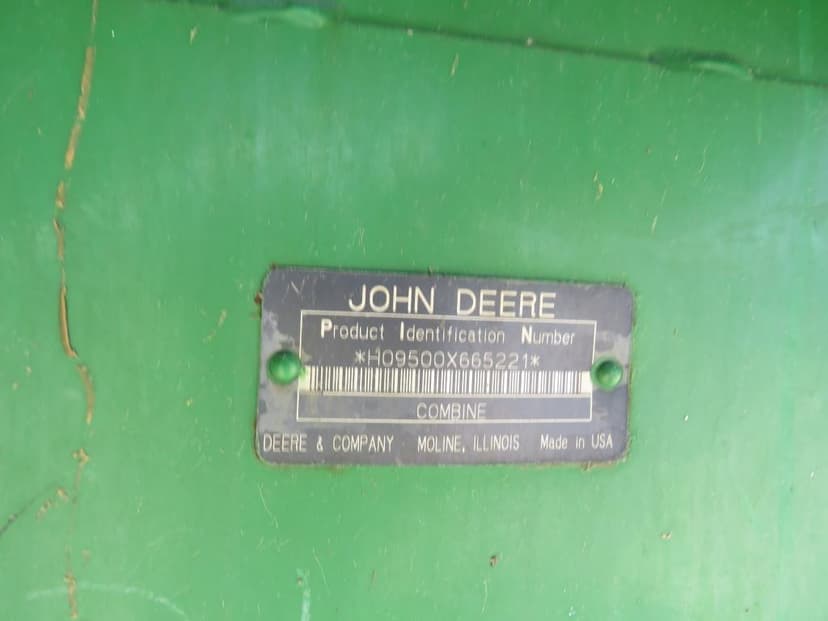 JOHN DEERE
Product Identification Number
*H09500X665221*
COMBINE
DEERE & COMPANY MOLINE, ILLINOIS Made in USA